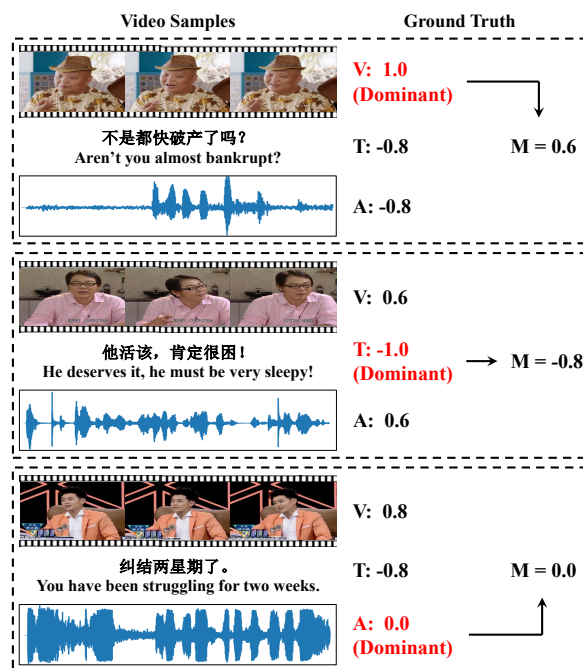 Video Samples
Ground Truth
V: 1.0
(Dominant)
不是都快破产了吗？
Aren't you almost bankrupt?
T: -0.8
M = 0.6
A: -0.8
V: 0.6
他活该，肯定很困！
He deserves it, he must be very sleepy!
T: -1.0
(Dominant)
M = -0.8
A: 0.6
V: 0.8
纠结两星期了。
You have been struggling for two weeks.
T: -0.8
M = 0.0
A: 0.0
(Dominant)